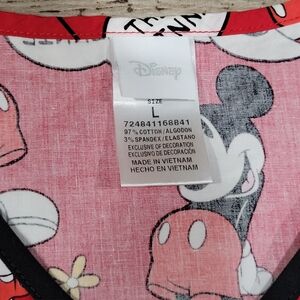 Disney
SIZE
L
724841168841
97% COTTON/ALGODON
3% SPANDEX/ELASTANO
EXCLUSIVE OF DECORATION
EXCLUSIVO DE DECORACIÓN
MADE IN VIETNAM
HECHO EN VIETNAM